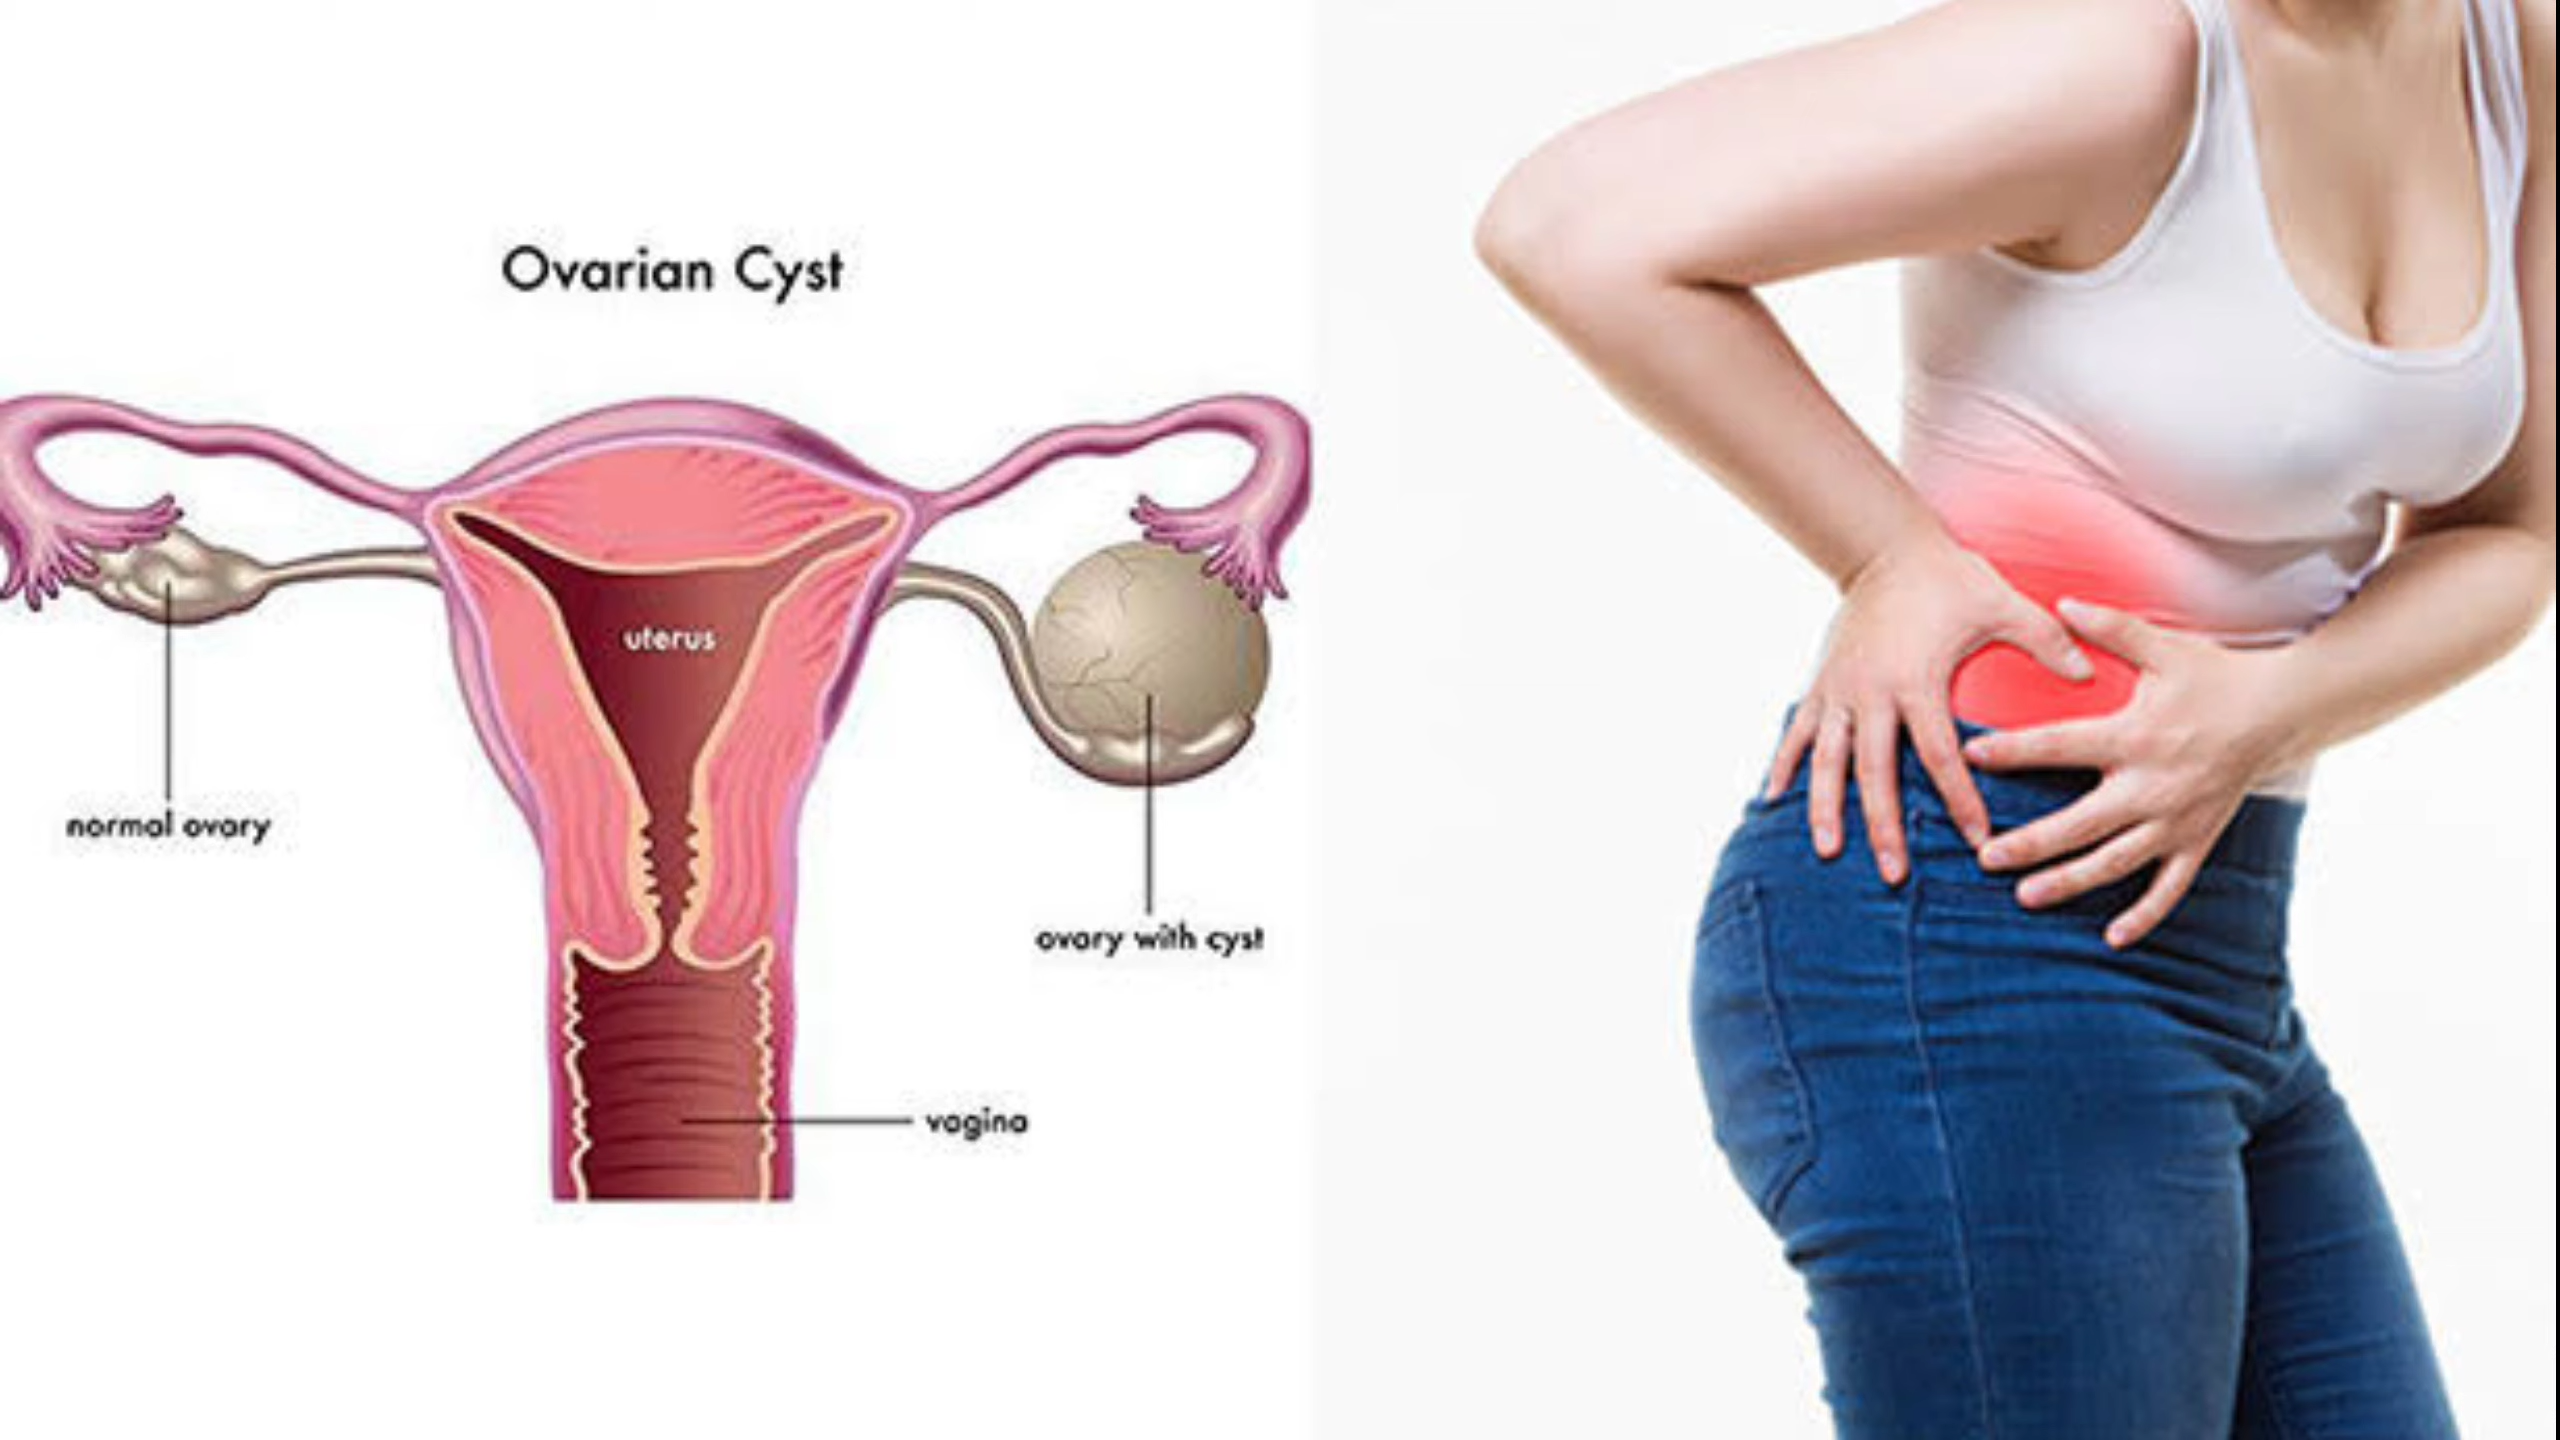 Ovarian Cyst
uterus
normal ovary
ovary with cyst
vagina